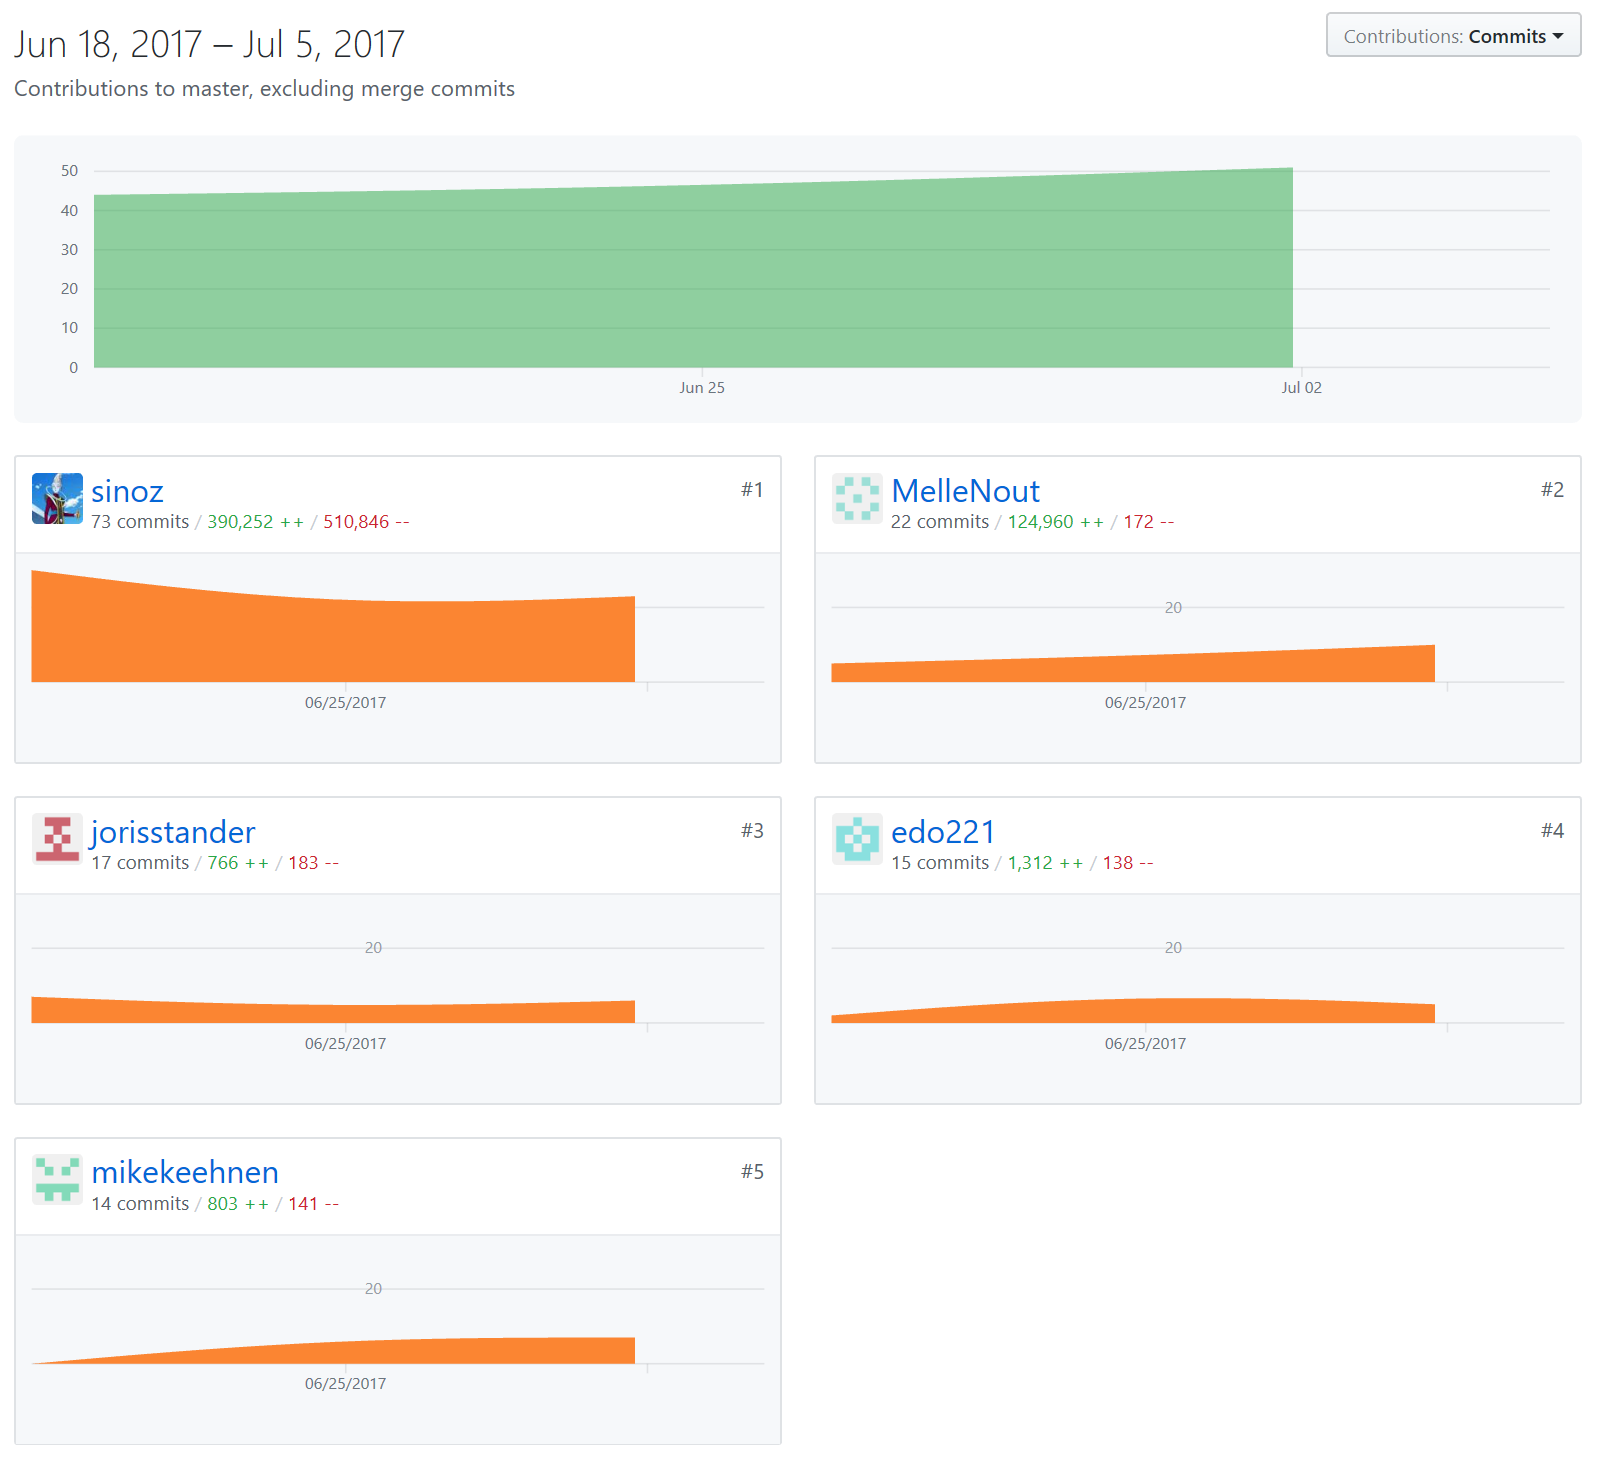 Jun 18, 2017 – Jul 5, 2017
Contributions: Commits
Contributions to master, excluding merge commits
50
40
30
20
10
0
Jun 25
Jul 02
sinoz
#1
73 commits / 390,252 ++ / 510,846 --
06/25/2017
MelleNout
#2
22 commits / 124,960 ++ / 172 --
20
06/25/2017
jorisstander
#3
17 commits / 766 ++ / 183 --
20
06/25/2017
edo221
#4
15 commits / 1,312 ++ / 138 --
20
06/25/2017
mikekeehnen
#5
14 commits / 803 ++ / 141 --
20
06/25/2017